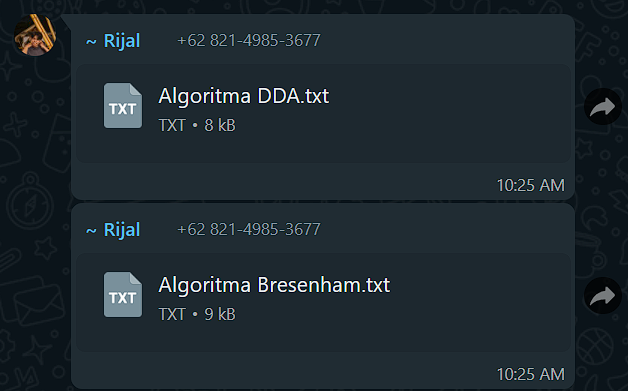 ~ Rijal +62 821-4985-3677
TXT
Algoritma DDA.txt
TXT • 8 kB
10:25 AM
~ Rijal +62 821-4985-3677
TXT
Algoritma Bresenham.txt
TXT • 9 kB
10:25 AM